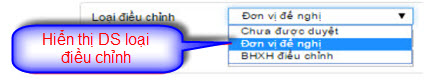 Loại điều chỉnh
Đơn vị đề nghị
Chưa được duyệt
Đơn vị đề nghị
BHXH điều chỉnh
Hiển thị DS loại
điều chỉnh